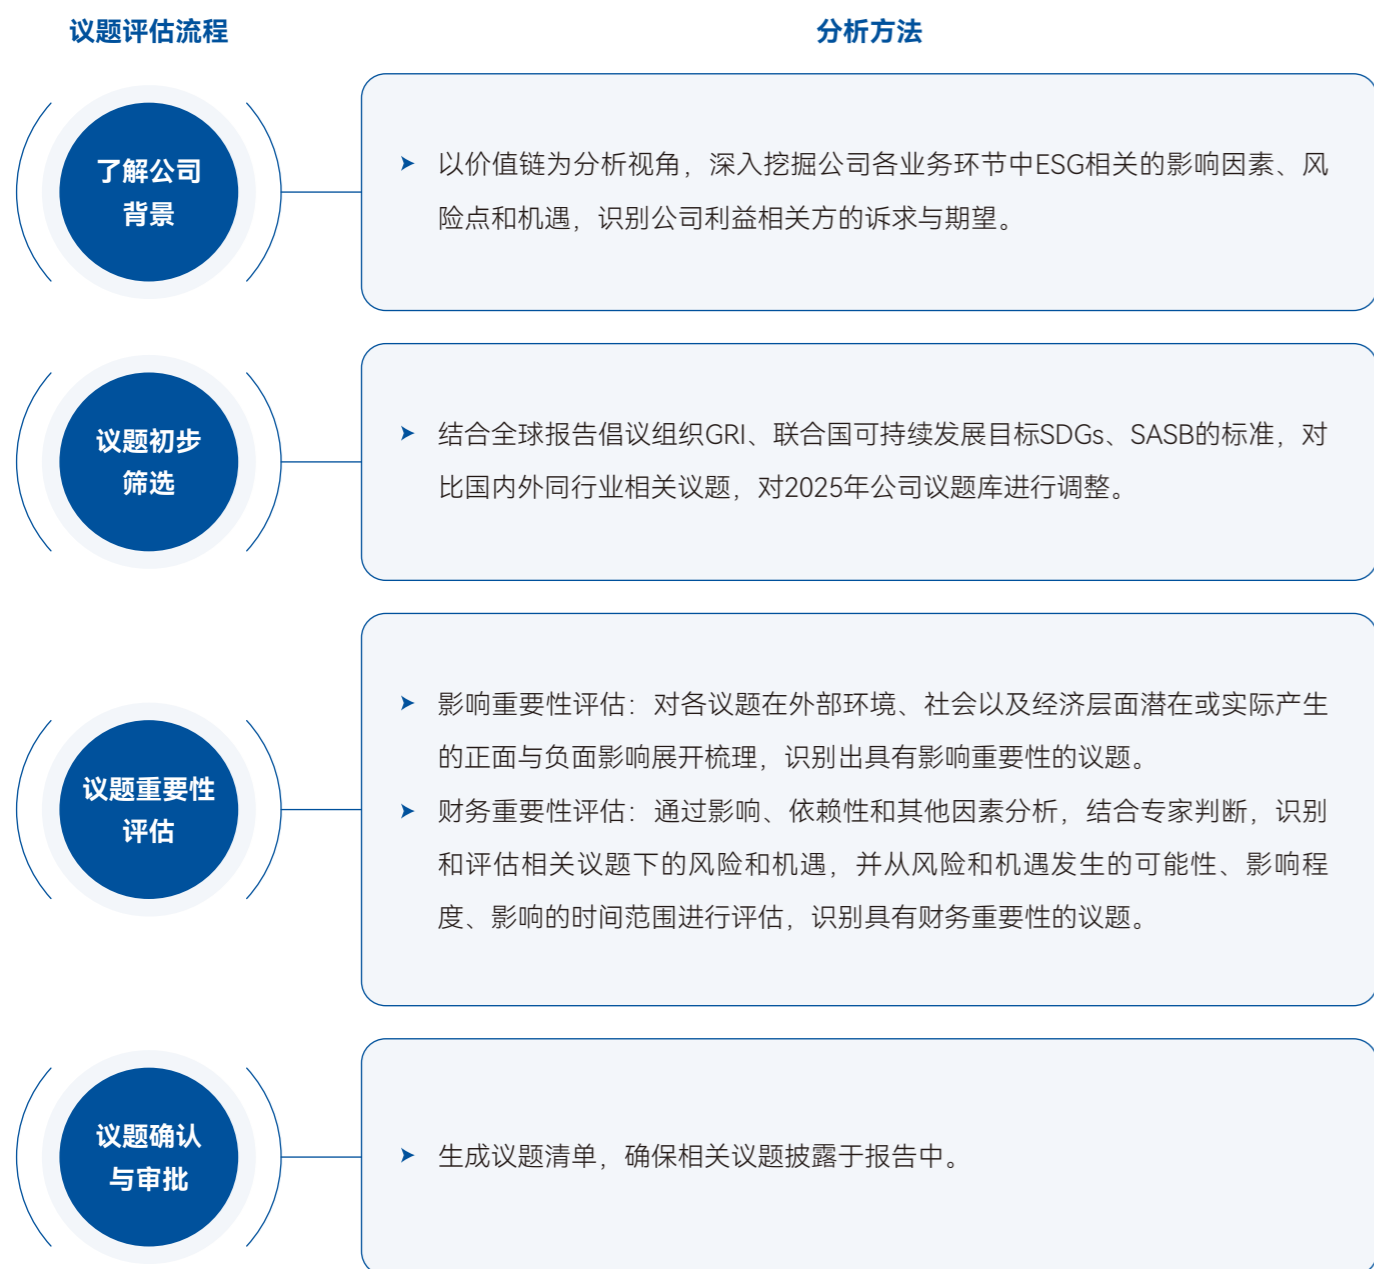 议题评估流程
分析方法
了解公司
背景
➤ 以价值链为分析视角，深入挖掘公司各业务环节中ESG相关的影响因素、风
险点和机遇，识别公司利益相关方的诉求与期望。
议题初步
筛选
➤ 结合全球报告倡议组织GRI、联合国可持续发展目标SDGs、SASB的标准，对
比国内外同行业相关议题，对2025年公司议题库进行调整。
议题重要性
评估
➤ 影响重要性评估：对各议题在外部环境、社会以及经济层面潜在或实际产生
的正面与负面影响展开梳理，识别出具有影响重要性的议题。
➤ 财务重要性评估：通过影响、依赖性和其他因素分析，结合专家判断，识别
和评估相关议题下的风险和机遇，并从风险和机遇发生的可能性、影响程
度、影响的时间范围进行评估，识别具有财务重要性的议题。
议题确认
与审批
➤ 生成议题清单，确保相关议题披露于报告中。